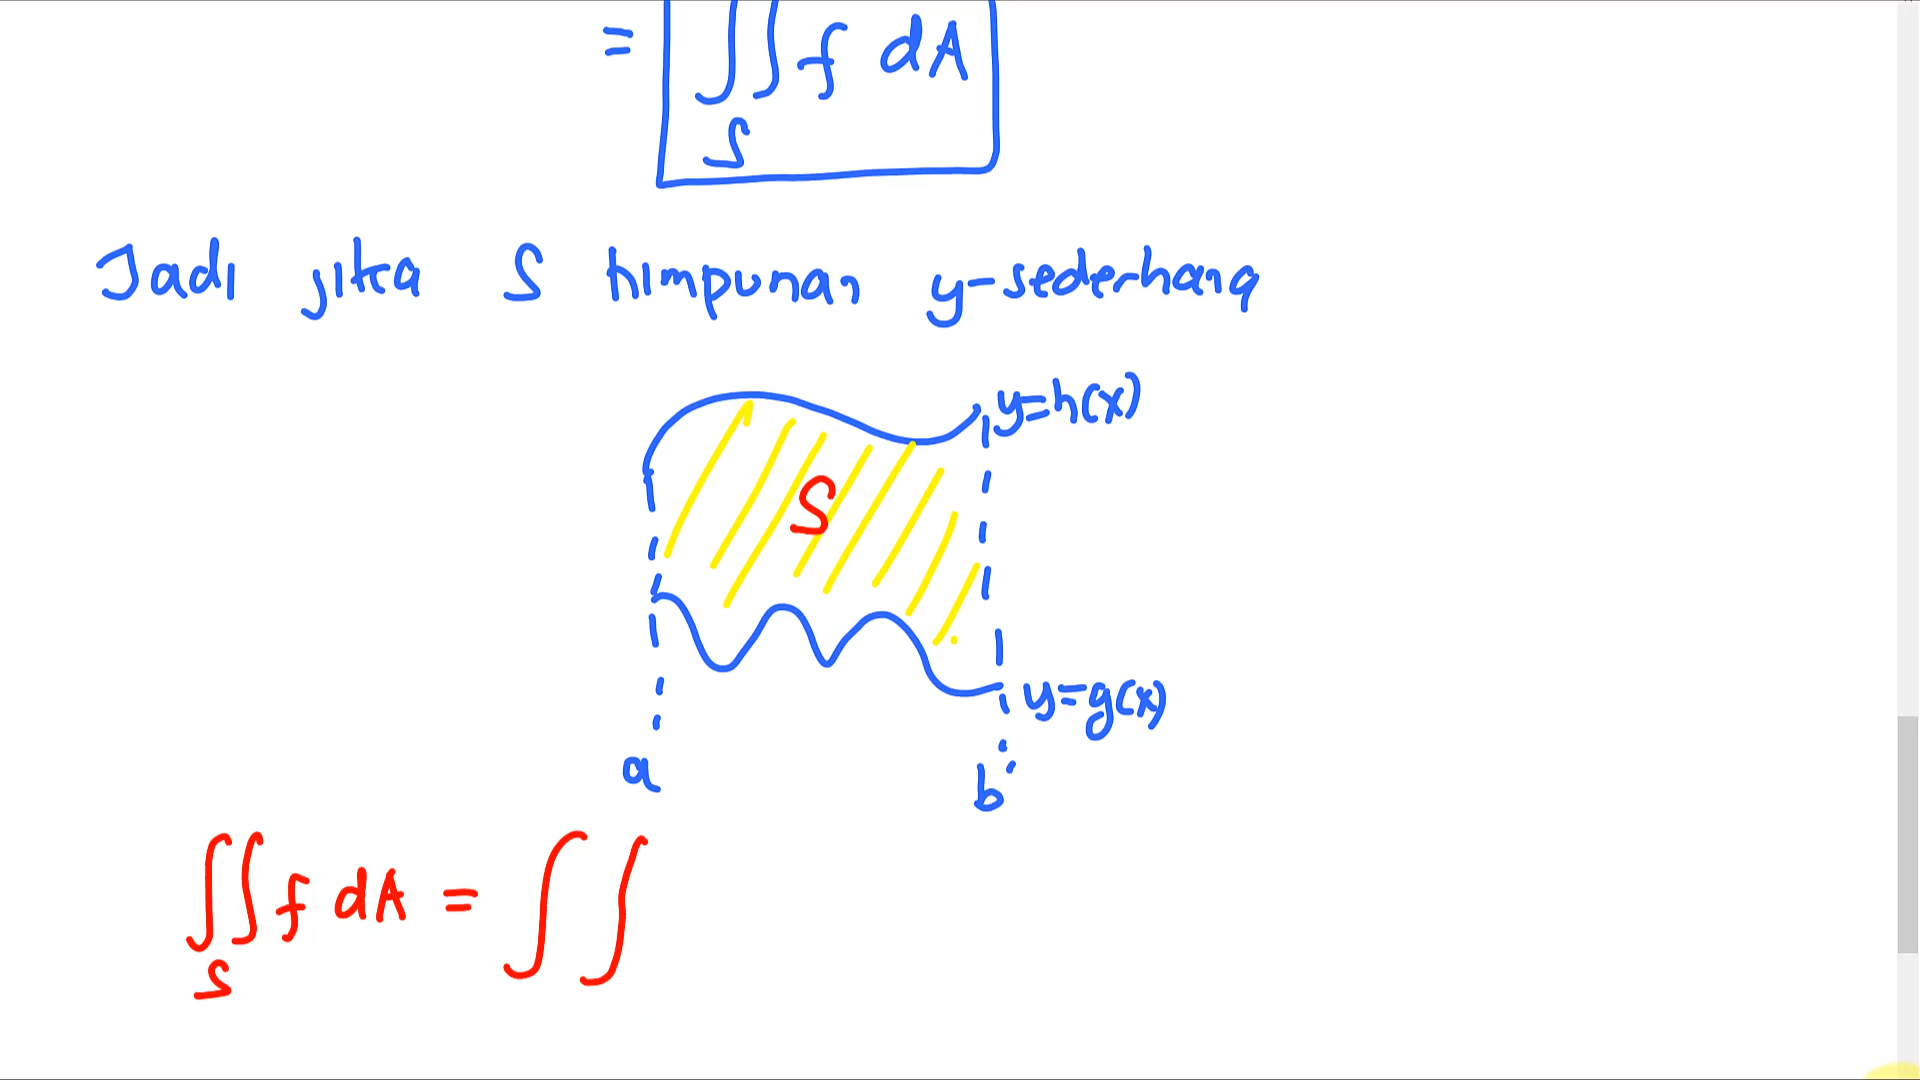 = ∫∫ f dA
S
Jadi jika S himpunan y-sederhana
y=h(x)
S
y=g(x)
a
b
∫∫ f dA = ∫ ∫
S